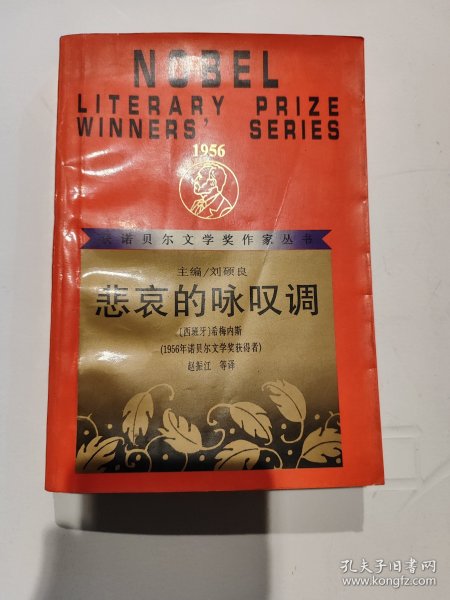 NOBEL
LITERARY PRIZE
WINNERS' SERIES
1956
诺贝尔文学奖作家丛书
主编/刘硕良
悲哀的咏叹调
〔西班牙〕希梅内斯
(1956年诺贝尔文学奖获得者)
赵振江 等译
孔夫子旧书网
www.kongfz.com